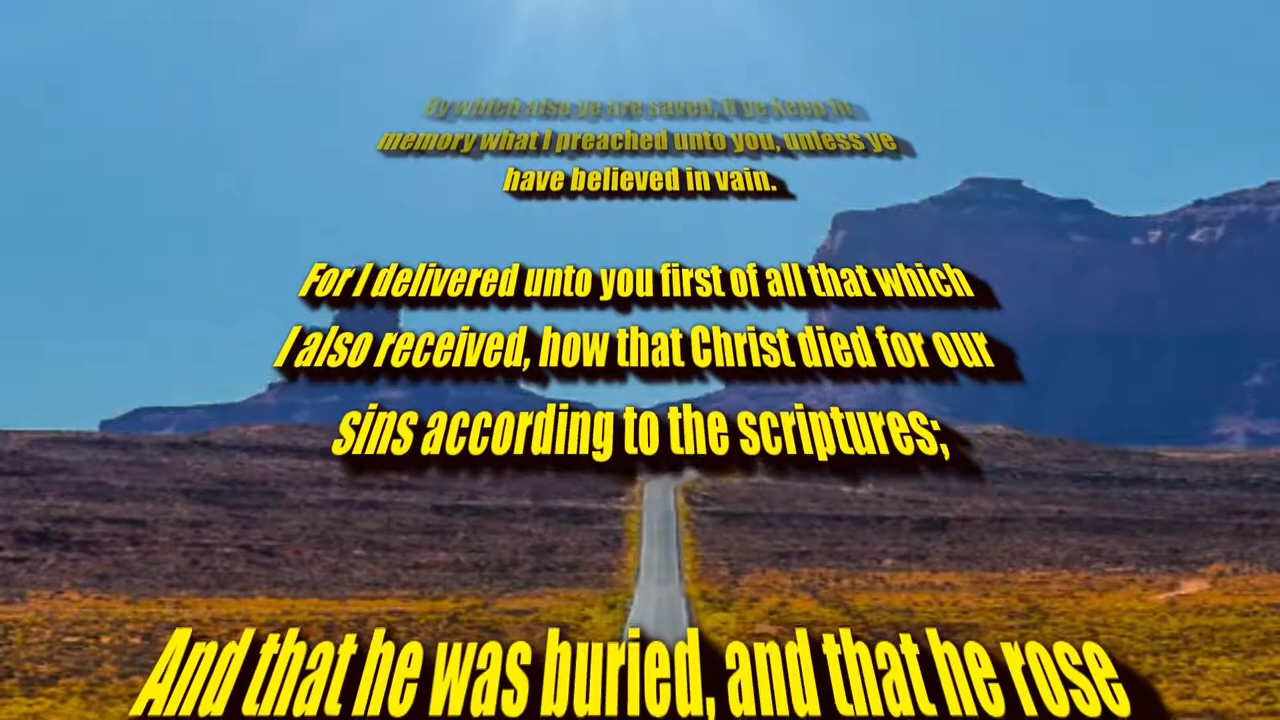 By which also ye are saved, if ye keep in
memory what I preached unto you, unless ye
have believed in vain.
For I delivered unto you first of all that which
I also received, how that Christ died for our
sins according to the scriptures;
And that he was buried, and that he rose